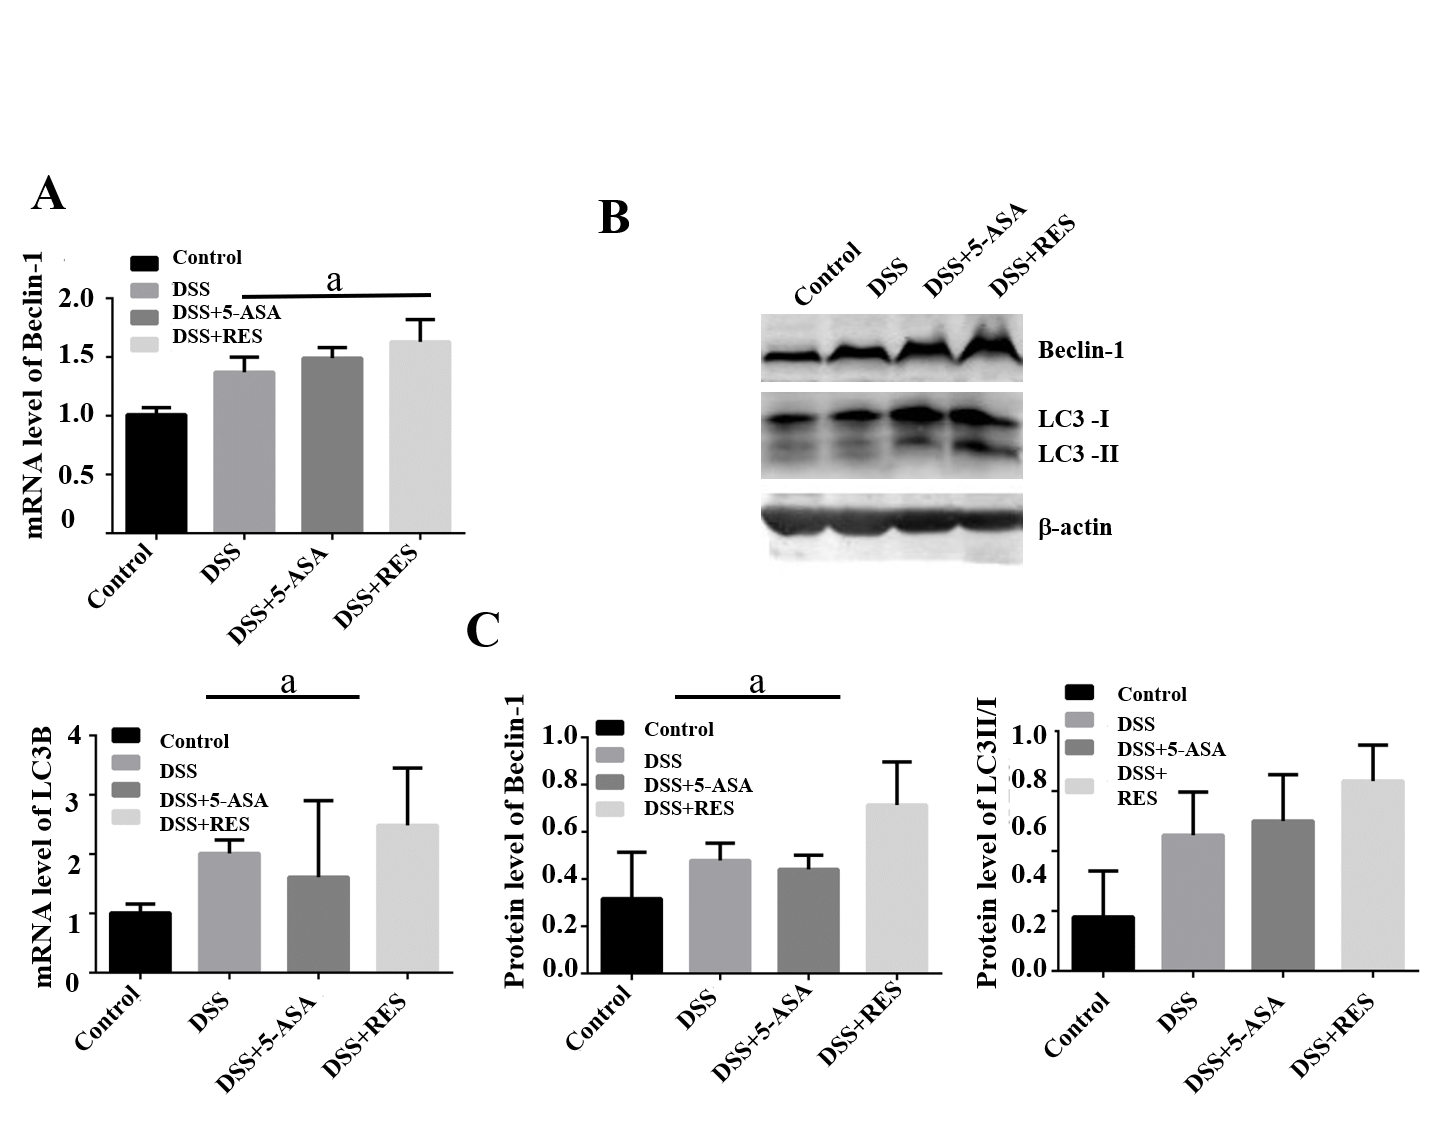 A
mRNA level of Beclin-1
2.0
1.5
1.0
0.5
0
Control
DSS
DSS+5-ASA
DSS+RES
a
Control
DSS
DSS+5-ASA
DSS+RES
B
Control
DSS
DSS+5-ASA
DSS+RES
Beclin-1
LC3 -I
LC3 -II
β-actin
mRNA level of LC3B
4
3
2
1
0
a
Control
DSS
DSS+5-ASA
DSS+RES
Control
DSS
DSS+5-ASA
DSS+RES
C
Protein level of Beclin-1
1.0
0.8
0.6
0.4
0.2
0.0
a
Control
DSS
DSS+5-ASA
DSS+RES
Control
DSS
DSS+5-ASA
DSS+RES
Protein level of LC3II/I
1.0
0.8
0.6
0.4
0.2
0.0
Control
DSS
DSS+5-ASA
DSS+
RES
Control
DSS
DSS+5-ASA
DSS+RES